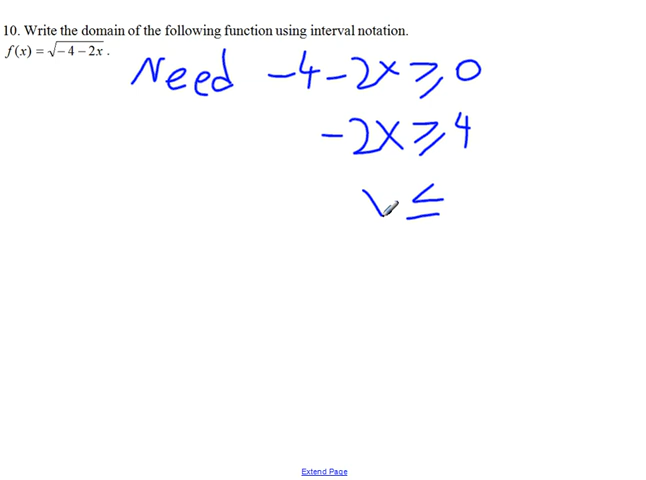 10. Write the domain of the following function using interval notation.
f(x) = √−4 − 2x .
Need −4 − 2x ≥ 0
−2x ≥ 4
≤
Extend Page